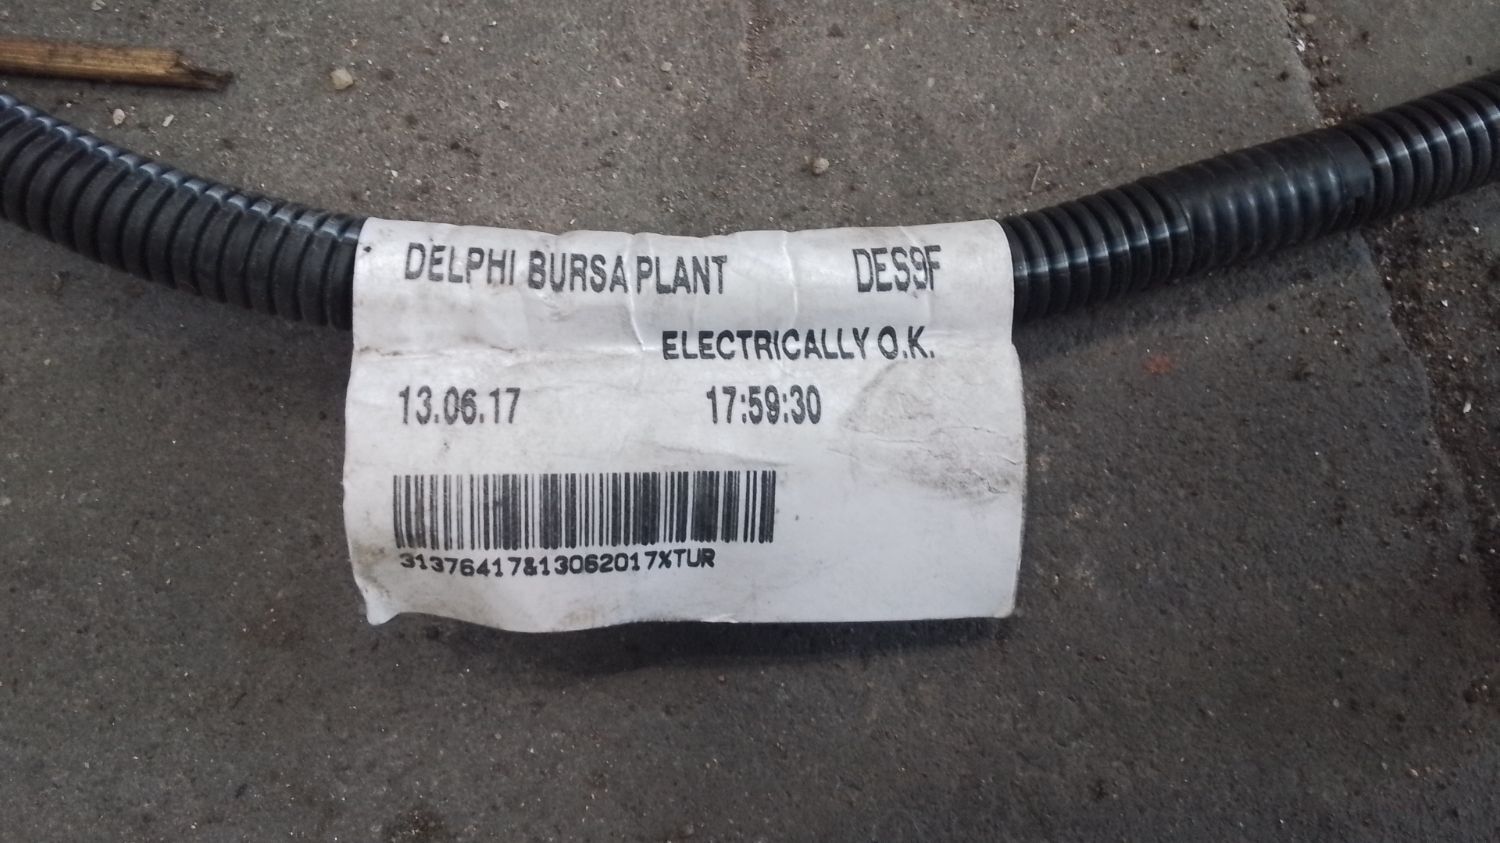 DELPHI BURSA PLANT DES9F
ELECTRICALLY O.K.
13.06.17 17:59:30
31376417&13062017%TUR